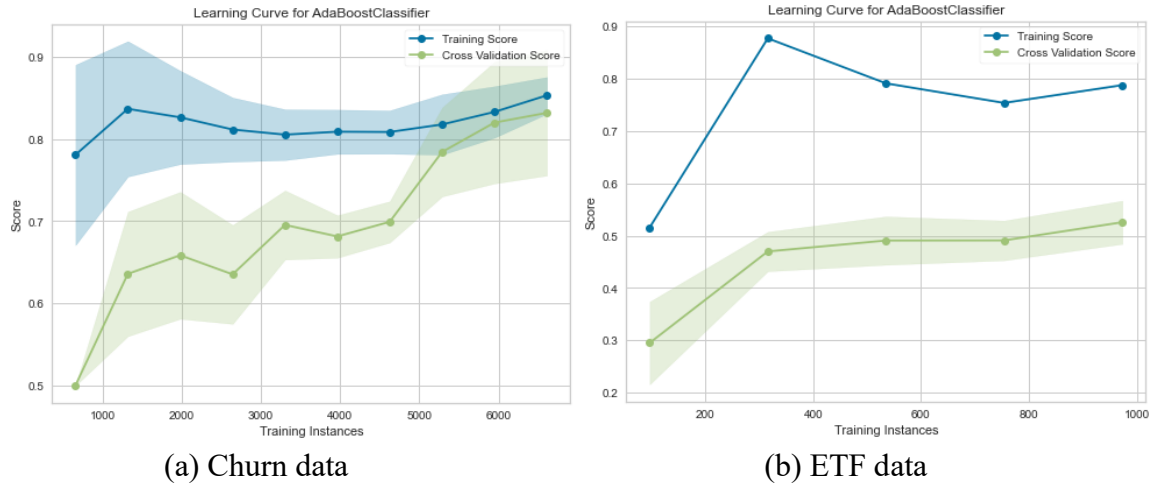 Learning Curve for AdaBoostClassifier
Training Score
Cross Validation Score
0.9
0.8
0.7
0.6
0.5
Score
1000 2000 3000 4000 5000 6000
Training Instances
(a) Churn data
Learning Curve for AdaBoostClassifier
Training Score
Cross Validation Score
0.9
0.8
0.7
0.6
0.5
0.4
0.3
0.2
Score
200 400 600 800 1000
Training Instances
(b) ETF data